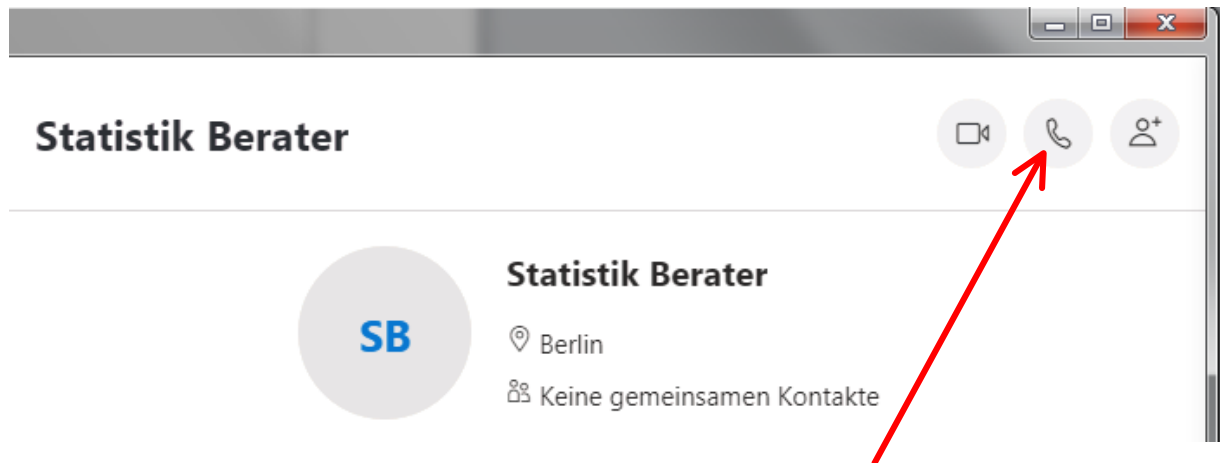 Statistik Berater
SB
Statistik Berater
Berlin
Keine gemeinsamen Kontakte